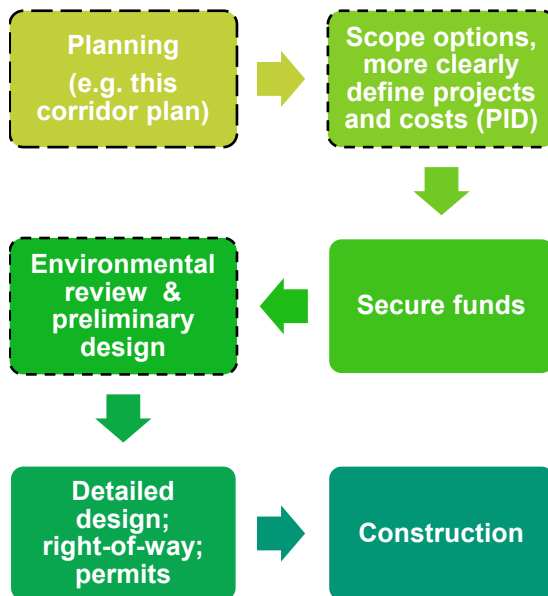 Planning
(e.g. this
corridor plan)
Scope options,
more clearly
define projects
and costs (PID)
Secure funds
Environmental
review & 
preliminary
design
Detailed
design;
right-of-way;
permits
Construction